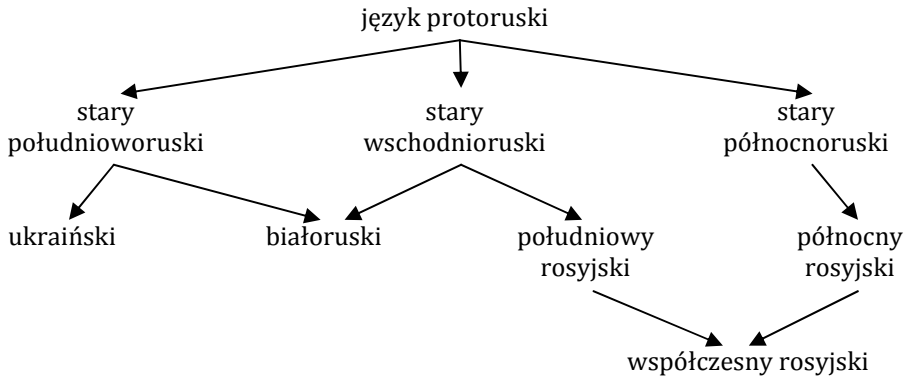 język protoruski
stary stary stary
południoworuski wschodnioruski północnoruski
ukraiński białoruski południowy północny
rosyjski rosyjski
współczesny rosyjski